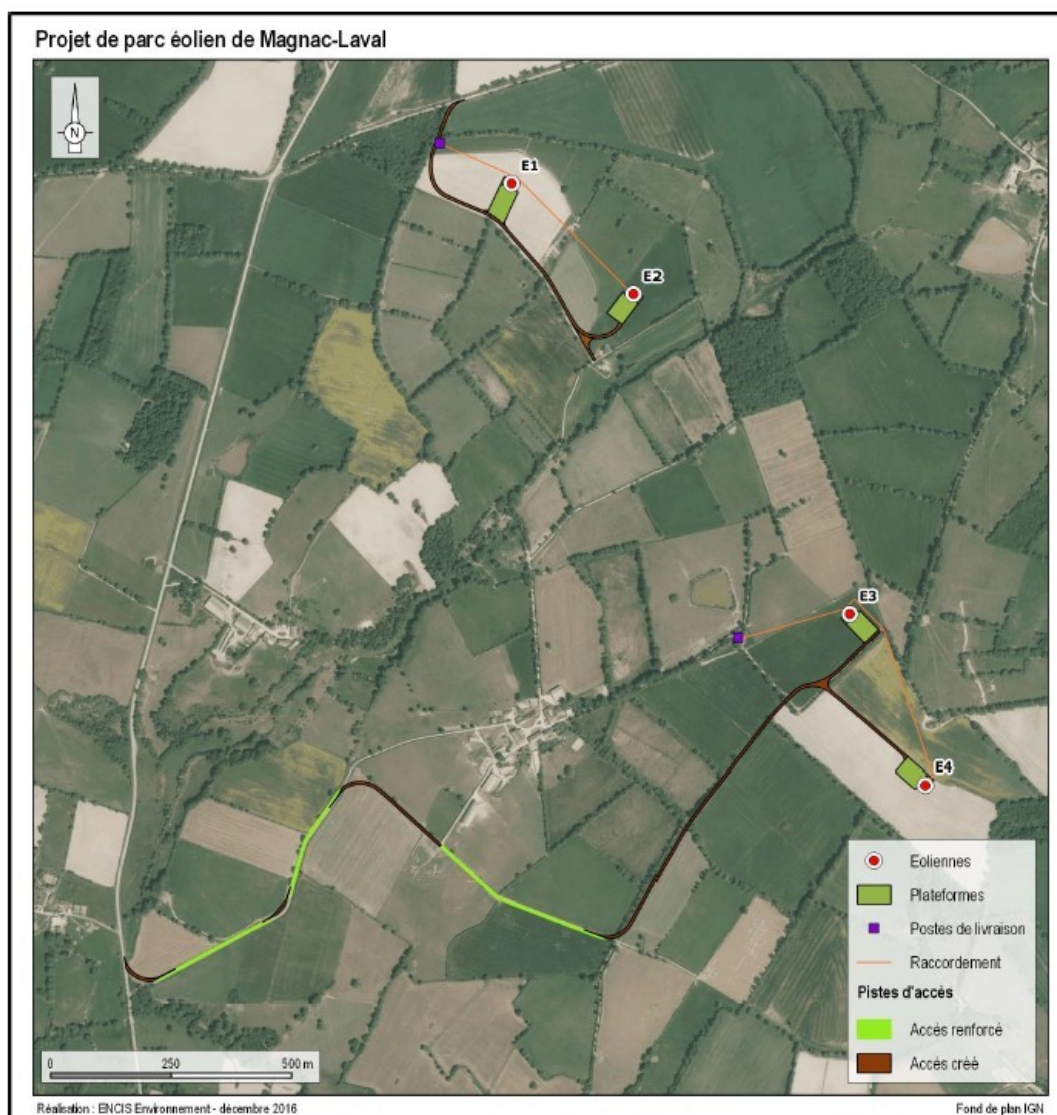 Projet de parc éolien de Magnac-Laval
N
E1
E2
E3
E4
Eoliennes
Plateformes
Postes de livraison
Raccordement
Pistes d'accès
Accès renforcé
Accès créé
0 250 500 m
Réalisation : ENCIS Environnement - décembre 2016
Fond de plan IGN